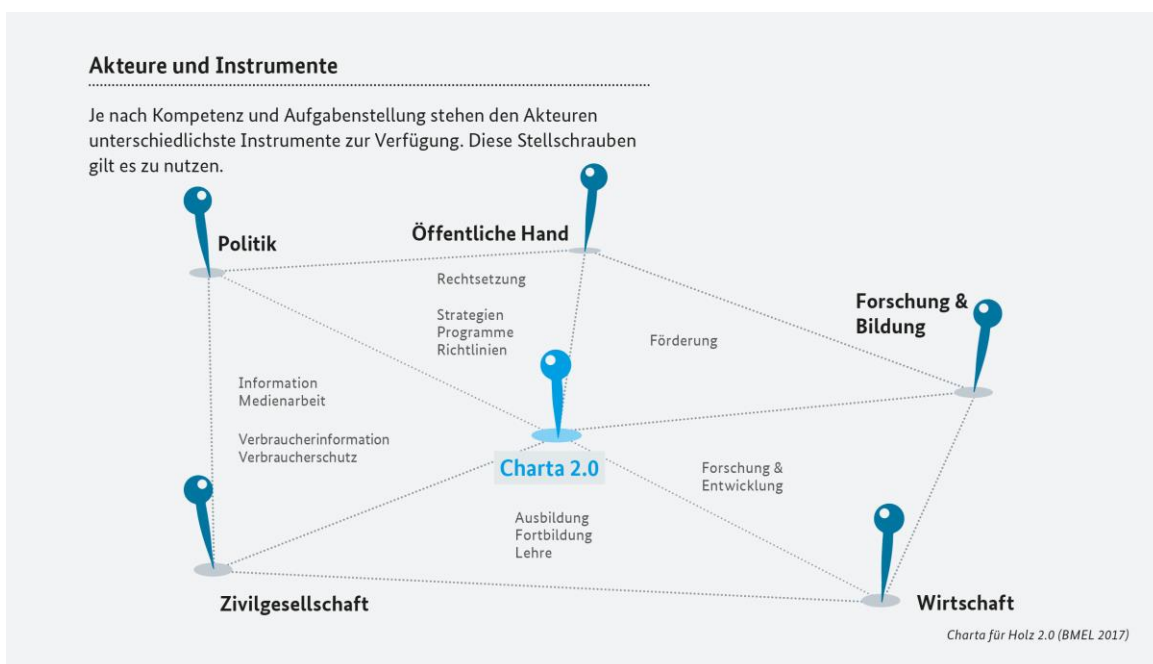 Akteure und Instrumente
Je nach Kompetenz und Aufgabenstellung stehen den Akteuren
unterschiedlichste Instrumente zur Verfügung. Diese Stellschrauben
gilt es zu nutzen.
Politik
Öffentliche Hand
Rechtsetzung
Strategien
Programme
Richtlinien
Forschung &
Bildung
Förderung
Information
Medienarbeit
Verbraucherinformation
Verbraucherschutz
Charta 2.0
Forschung &
Entwicklung
Ausbildung
Fortbildung
Lehre
Zivilgesellschaft
Wirtschaft
Charta für Holz 2.0 (BMEL 2017)